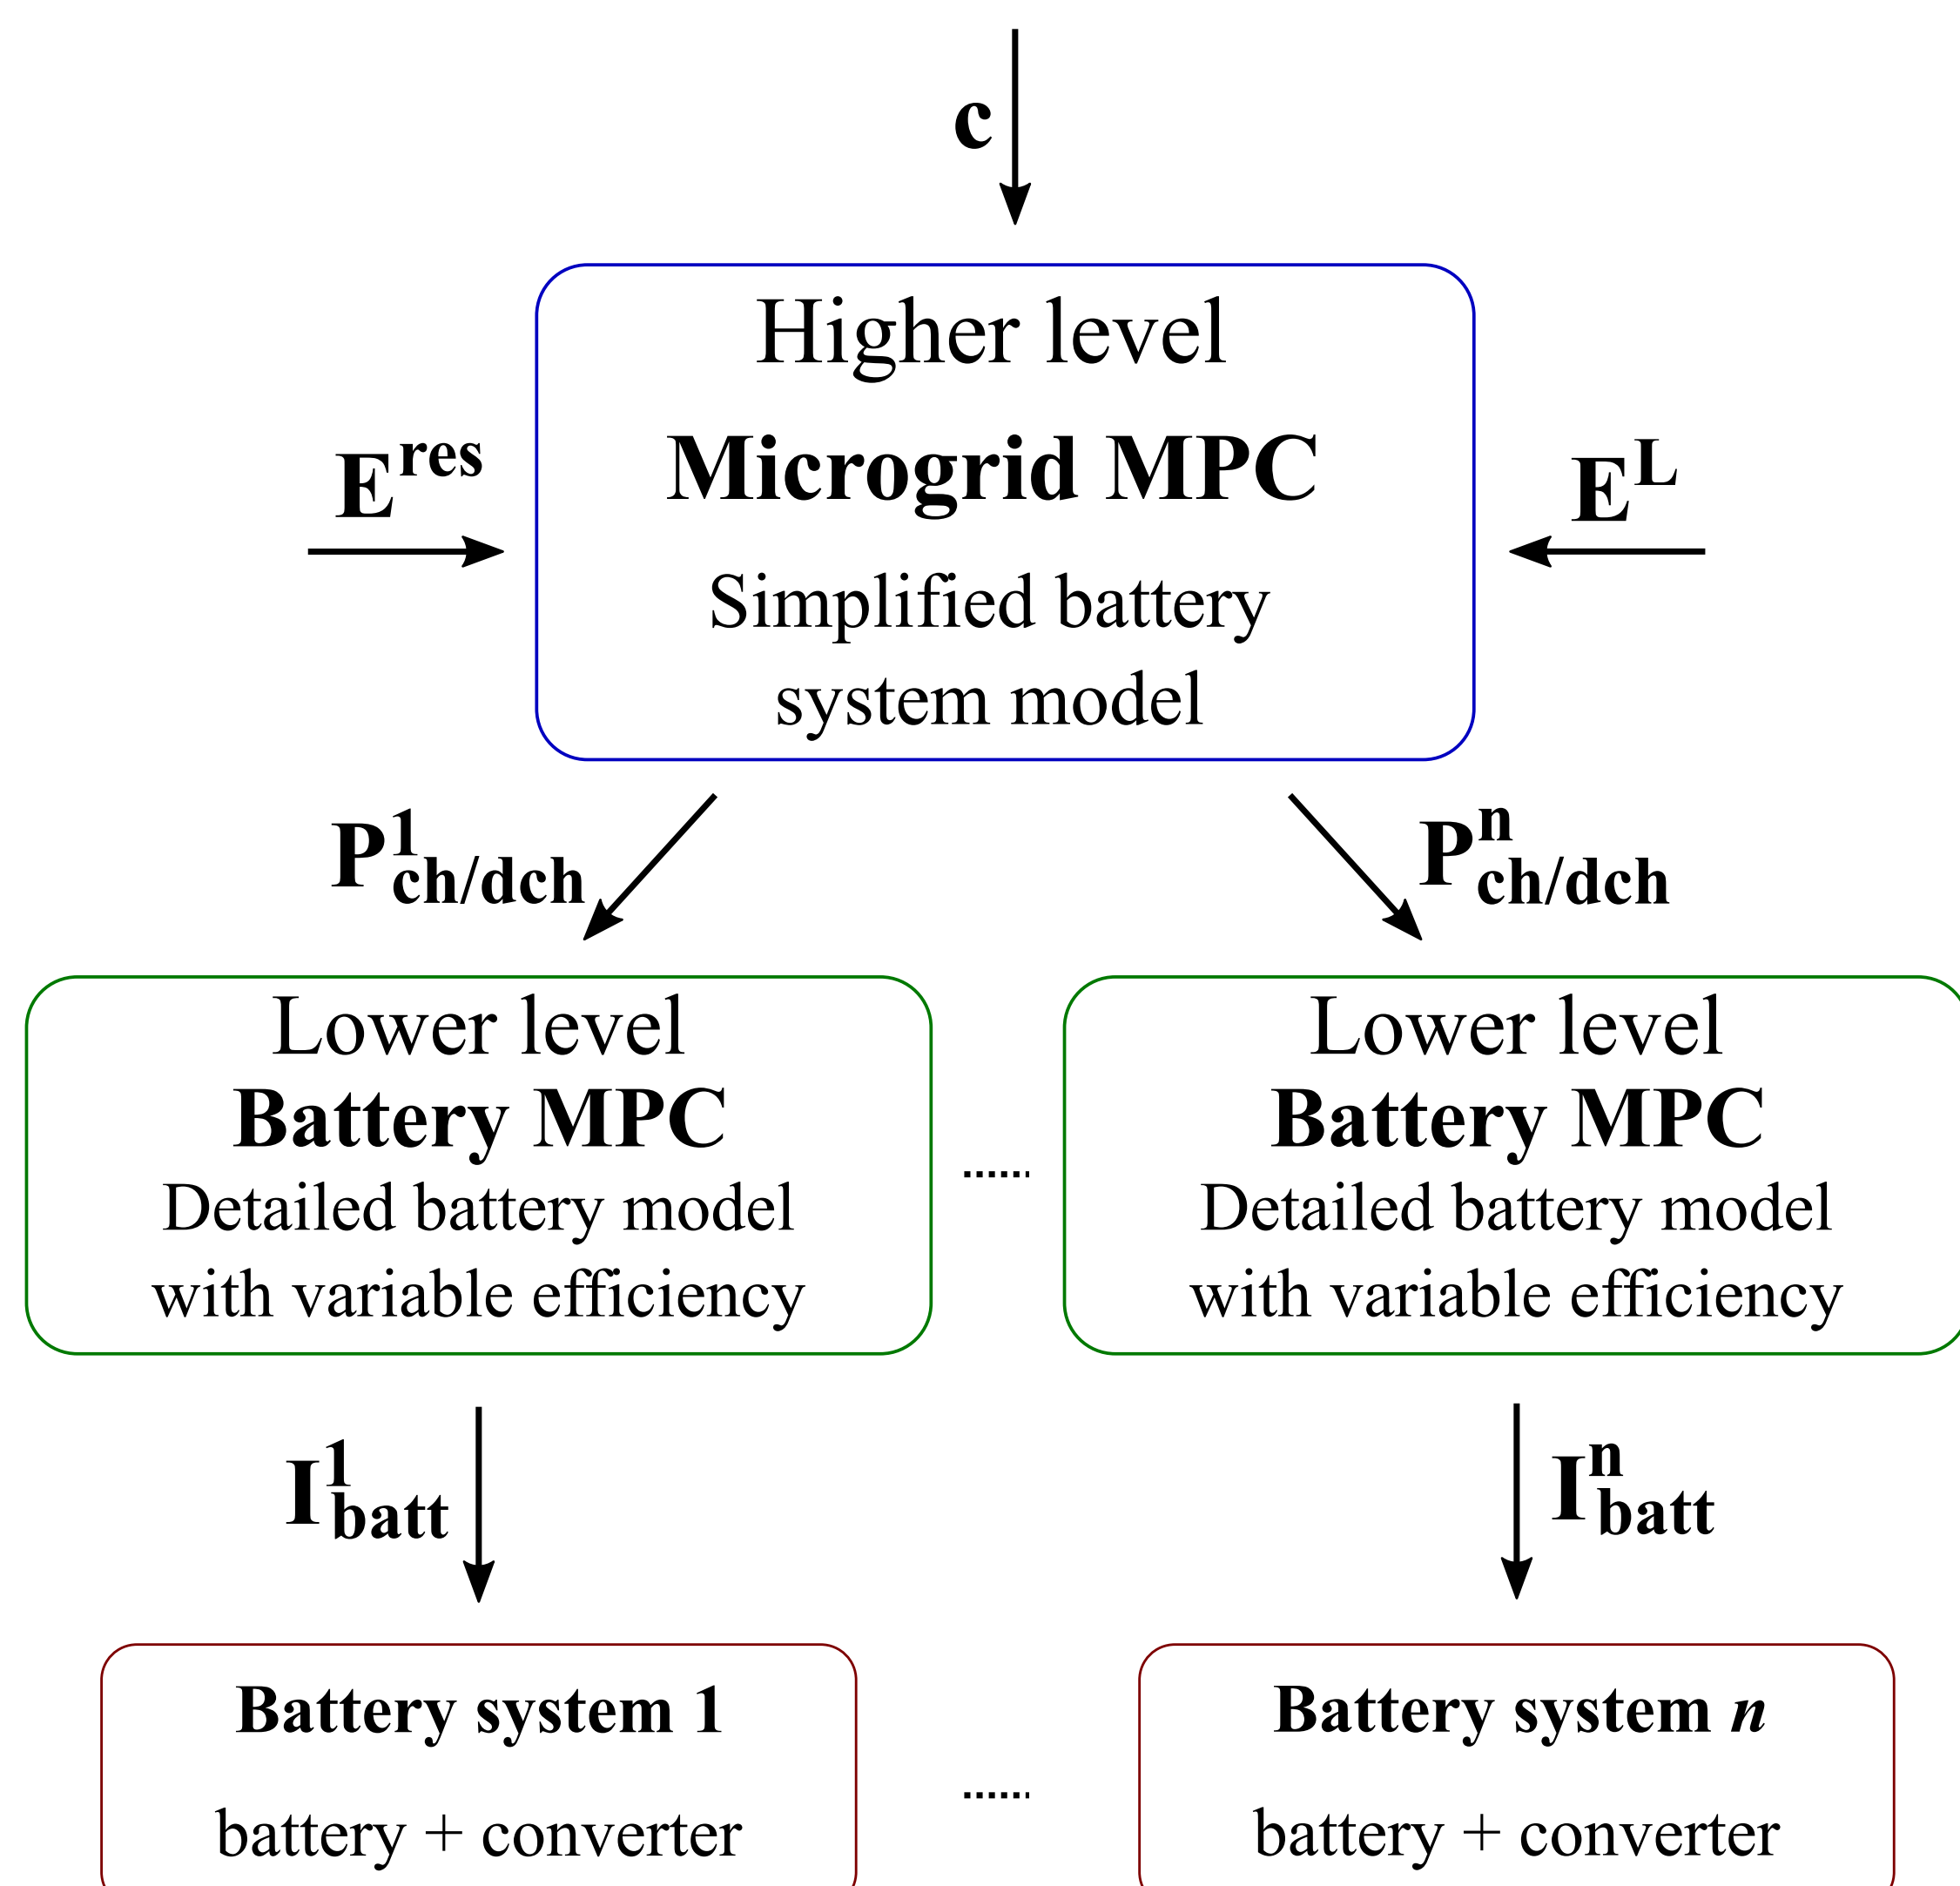 c
Higher level
Microgrid MPC
Simplified battery
system model
E^res
E^L
P^1_ch/dch
P^n_ch/dch
Lower level
Battery MPC
Detailed battery model
with variable efficiency
Lower level
Battery MPC
Detailed battery model
with variable efficiency
I^1_batt
I^n_batt
Battery system 1
battery + converter
Battery system n
battery + converter